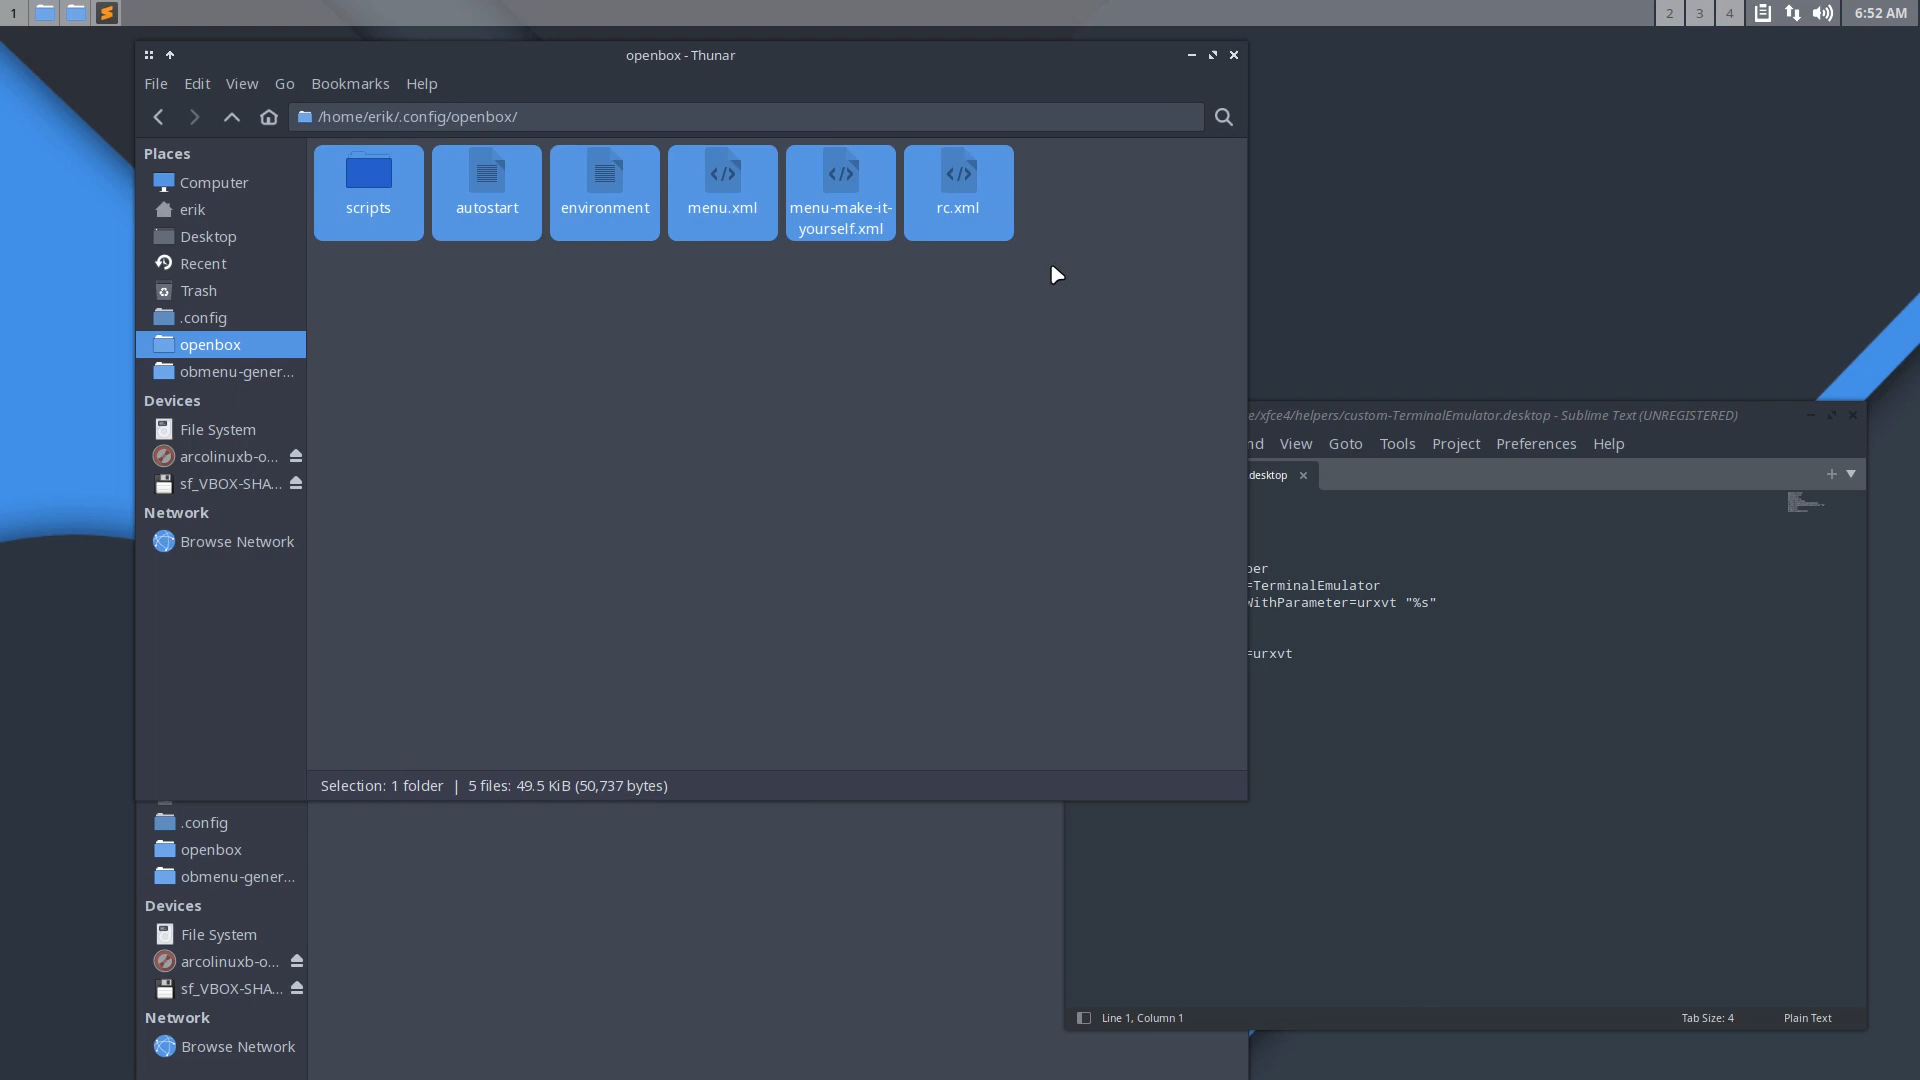 1
2
3
4
6:52 AM
openbox - Thunar
File Edit View Go Bookmarks Help
/home/erik/.config/openbox/
Places
Computer
erik
Desktop
Recent
Trash
.config
openbox
obmenu-gener...
Devices
File System
arcolinuxb-o...
sf_VBOX-SHA...
Network
Browse Network
scripts
autostart
environment
menu.xml
menu-make-it-
yourself.xml
rc.xml
Selection: 1 folder | 5 files: 49.5 KiB (50,737 bytes)
.config
openbox
obmenu-gener...
Devices
File System
arcolinuxb-o...
sf_VBOX-SHA...
Network
Browse Network
e/xfce4/helpers/custom-TerminalEmulator.desktop - Sublime Text (UNREGISTERED)
nd View Goto Tools Project Preferences Help
desktop
per
=TerminalEmulator
WithParameter=urxvt "%s"
=urxvt
Line 1, Column 1
Tab Size: 4
Plain Text